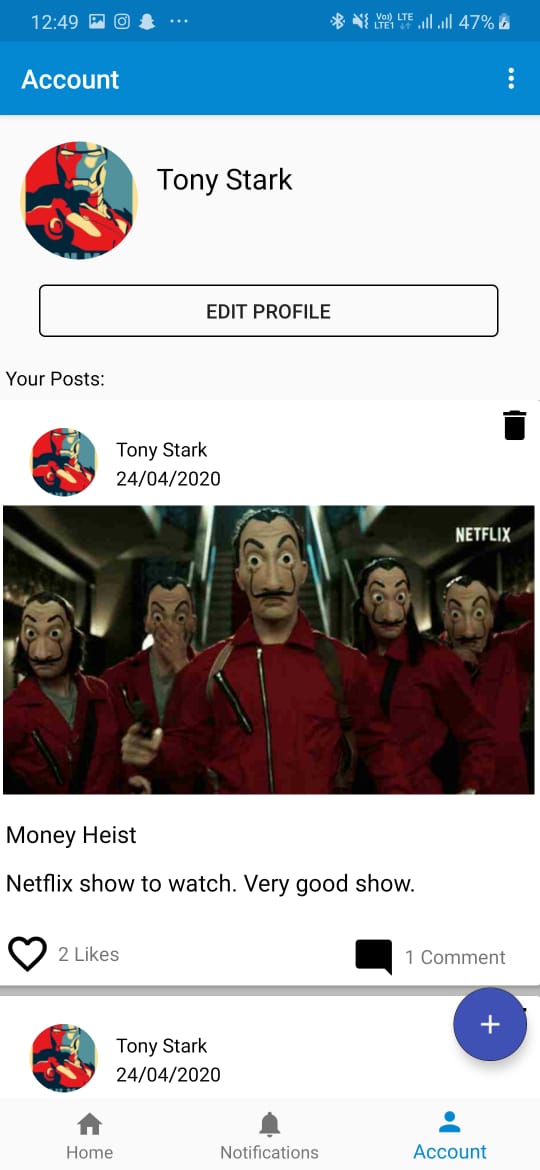 12:49
Vo) LTE
LTE1
47%
Account
Tony Stark
EDIT PROFILE
Your Posts:
Tony Stark
24/04/2020
NETFLIX
Money Heist
Netflix show to watch. Very good show.
2 Likes
1 Comment
Tony Stark
24/04/2020
+
Home
Notifications
Account